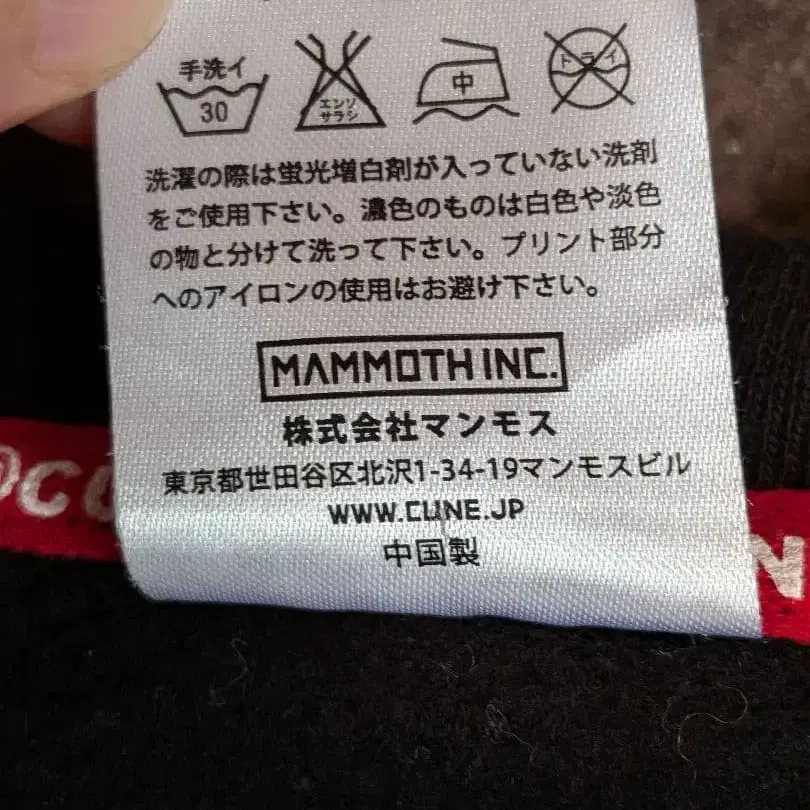 手洗イ
30
エンソ
サラシ
中
ドライ
洗濯の際は蛍光増白剤が入っていない洗剤
をご使用下さい。濃色のものは白色や淡色
の物と分けて洗って下さい。プリント部分
へのアイロンの使用はお避け下さい。
MAMMOTH INC.
株式会社マンモス
東京都世田谷区北沢1-34-19マンモスビル
WWW.CUNE.JP
中国製
N